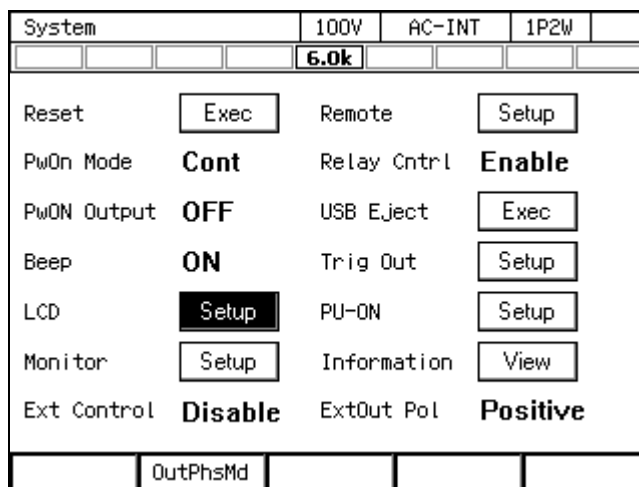 System 100V AC-INT 1P2W
6.0k
Reset Exec Remote Setup
PwOn Mode Cont Relay Cntrl Enable
PwON Output OFF USB Eject Exec
Beep ON Trig Out Setup
LCD Setup PU-ON Setup
Monitor Setup Information View
Ext Control Disable ExtOut Pol Positive
OutPhsMd